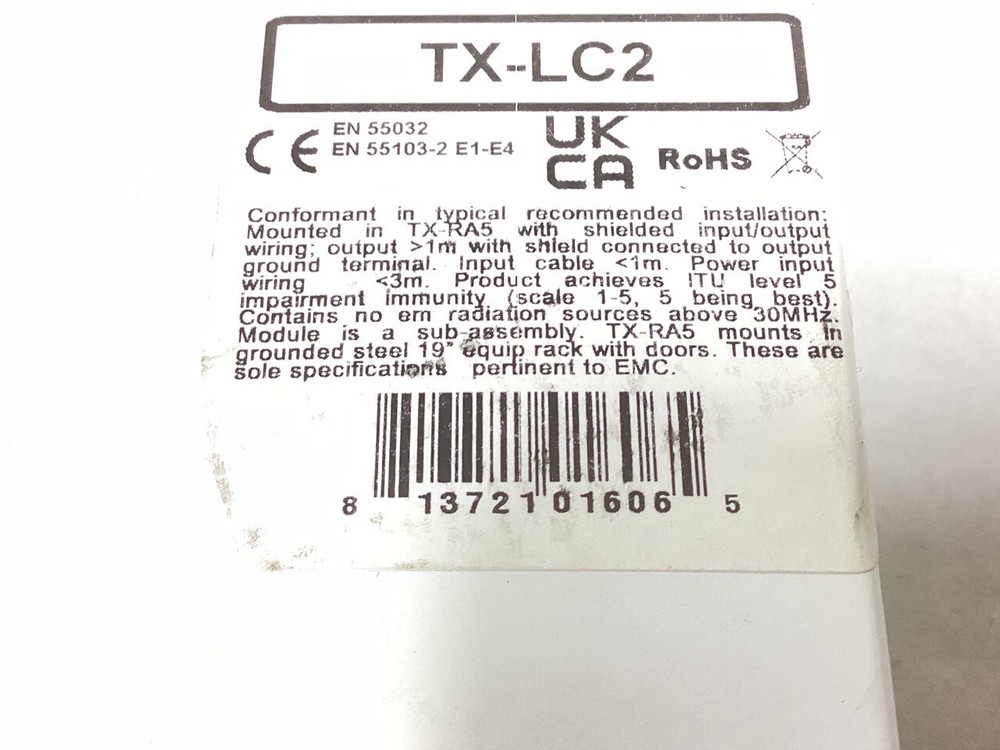 TX-LC2
CE EN 55032
EN 55103-2 E1-E4
UK
CA
RoHS
Conformant in typical recommended installation:
Mounted in TX-RA5 with shielded input/output
wiring; output >1m with shield connected to output
ground terminal. Input cable <1m. Power input
wiring <3m. Product achieves ITU level 5
impairment immunity (scale 1-5, 5 being best).
Contains no em radiation sources above 30MHz.
Module is a sub-assembly. TX-RA5 mounts in
grounded steel 19" equip rack with doors. These are
sole specifications pertinent to EMC.
8 13721 01606 5